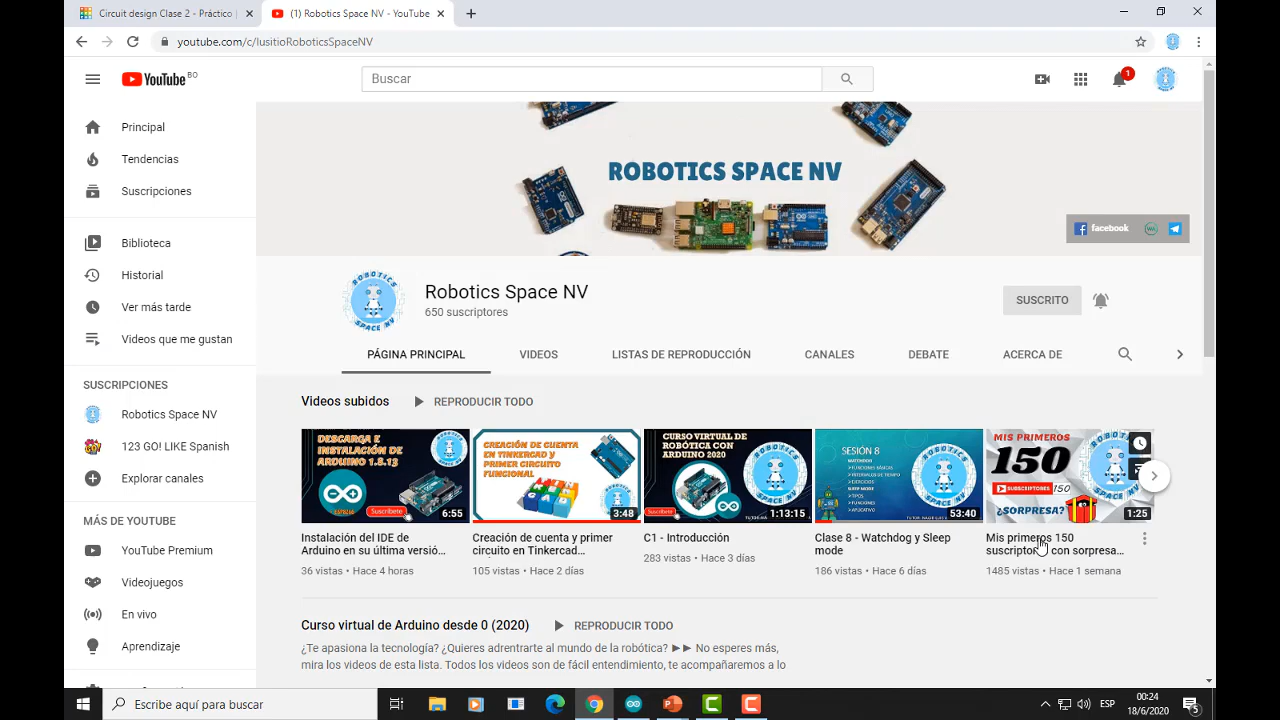 Circuit design Clase 2 - Práctico
(1) Robotics Space NV - YouTube
youtube.com/c/IusitioRoboticsSpaceNV
YouTube BO
Buscar
1
Principal
Tendencias
Suscripciones
Biblioteca
Historial
Ver más tarde
Videos que me gustan
SUSCRIPCIONES
Robotics Space NV
123 GO! LIKE Spanish
Explorar canales
MÁS DE YOUTUBE
YouTube Premium
Videojuegos
En vivo
Aprendizaje
ROBOTICS SPACE NV
facebook
ROBOTICS
SPACE NV
Robotics Space NV
650 suscriptores
SUSCRITO
PÁGINA PRINCIPAL
VIDEOS
LISTAS DE REPRODUCCIÓN
CANALES
DEBATE
ACERCA DE
Videos subidos
REPRODUCIR TODO
DESCARGA E
INSTALACIÓN DE
ARDUINO 1.8.13
Suscríbete
6:55
Instalación del IDE de
Arduino en su última versió...
36 vistas • Hace 4 horas
CREACIÓN DE CUENTA Y
PRIMER CIRCUITO
FUNCIONAL
3:48
Creación de cuenta y primer
circuito en Tinkercad...
105 vistas • Hace 2 días
CURSO VIRTUAL DE
ROBÓTICA CON
ARDUINO 2020
Suscríbete
1:13:15
C1 - Introducción
283 vistas • Hace 3 días
SESIÓN 8
53:40
Clase 8 - Watchdog y Sleep
mode
186 vistas • Hace 6 días
MIS PRIMEROS
150
SUBSCRIPTORES 150
¿SORPRESA?
1:25
Mis primeros 150
suscriptores con sorpresa...
1485 vistas • Hace 1 semana
Curso virtual de Arduino desde 0 (2020)
REPRODUCIR TODO
¿Te apasiona la tecnología? ¿Quieres adrentrarte al mundo de la robótica? ►► No esperes más,
mira los videos de esta lista. Todos los videos son de fácil entendimiento, te acompañaremos a lo
Escribe aquí para buscar
ESP
00:24
18/6/2020
5